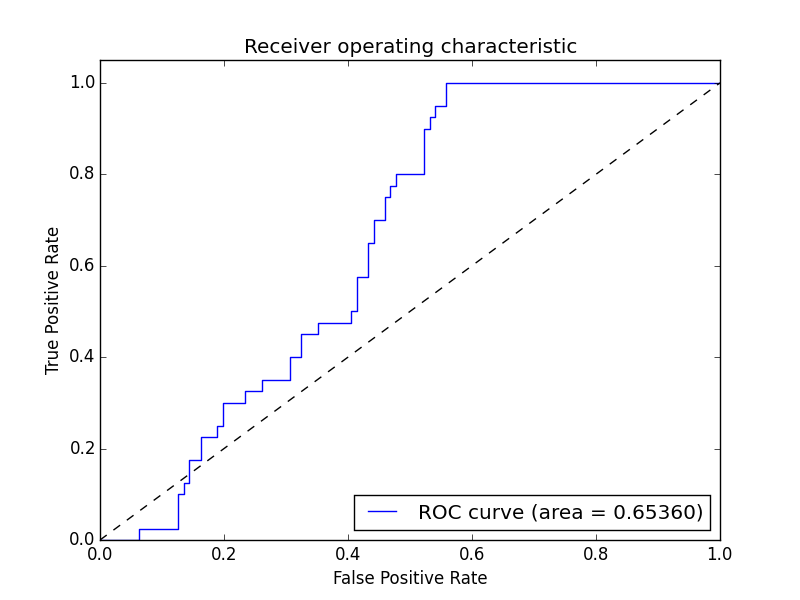 Receiver operating characteristic
1.0
0.8
0.6
0.4
0.2
0.0
True Positive Rate
ROC curve (area = 0.65360)
0.0 0.2 0.4 0.6 0.8 1.0
False Positive Rate